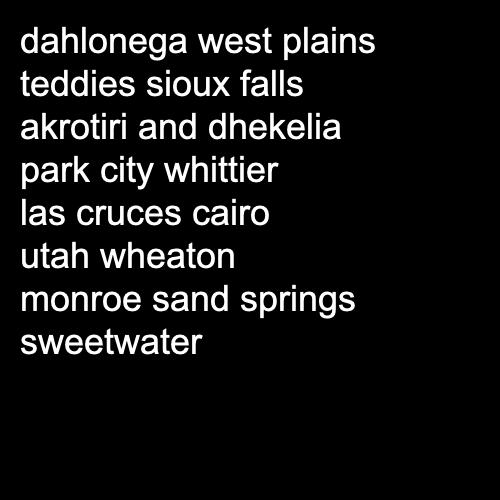 dahlonega west plains
teddies sioux falls
akrotiri and dhekelia
park city whittier
las cruces cairo
utah wheaton
monroe sand springs
sweetwater